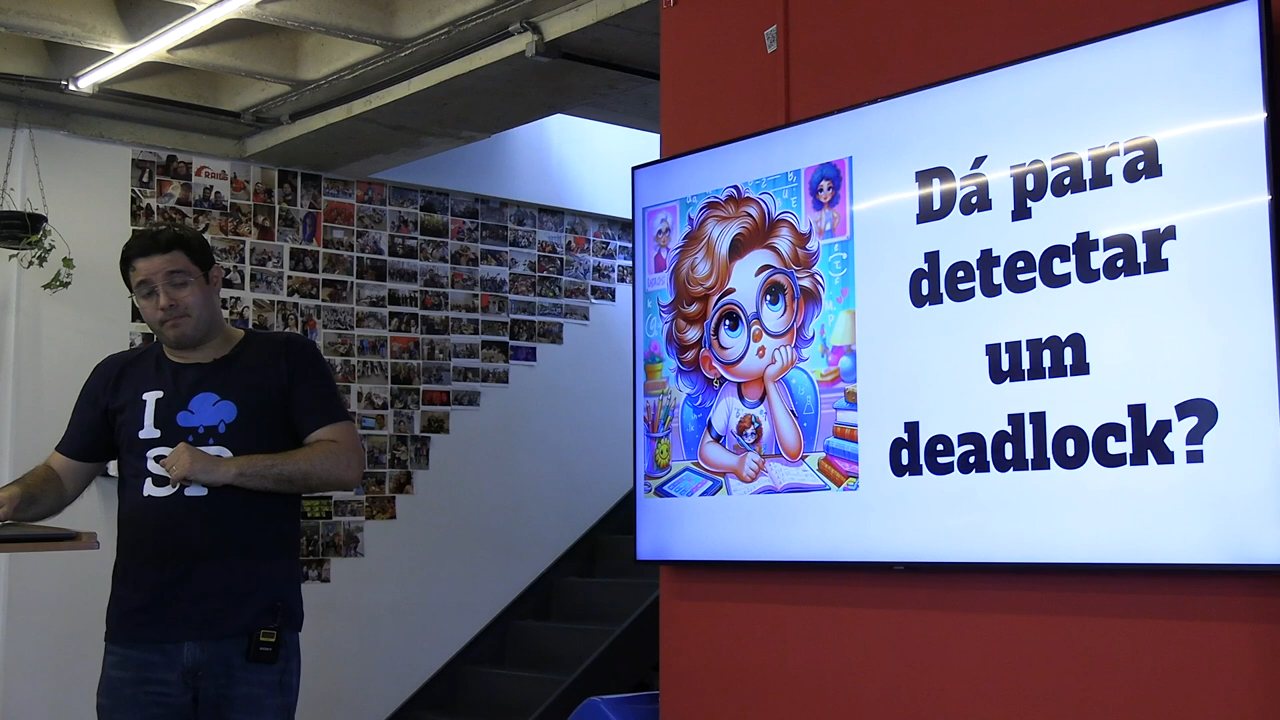 I
SP
Dá para
detectar
um
deadlock?